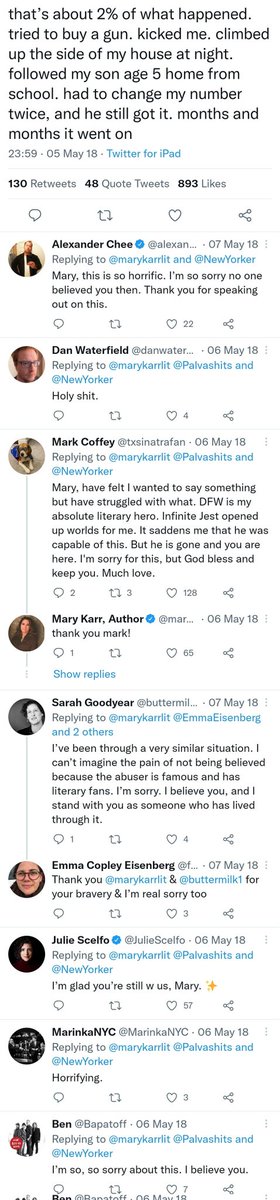 that's about 2% of what happened.
tried to buy a gun. kicked me. climbed
up the side of my house at night.
followed my son age 5 home from
school. had to change my number
twice, and he still got it. months and
months it went on
23:59 · 05 May 18 · Twitter for iPad
130 Retweets 48 Quote Tweets 893 Likes
Alexander Chee @alexan... · 07 May 18
Replying to @marykarrlit and @NewYorker
Mary, this is so horrific. I'm so sorry no one
believed you then. Thank you for speaking
out on this.
22
Dan Waterfield @danwater... · 06 May 18
Replying to @marykarrlit @Palvashits and
@NewYorker
Holy shit.
4
Mark Coffey @txsinatrafan · 06 May 18
Replying to @marykarrlit @Palvashits and
@NewYorker
Mary, have felt I wanted to say something
but have struggled with what. DFW is my
absolute literary hero. Infinite Jest opened
up worlds for me. It saddens me that he was
capable of this. But he is gone and you are
here. I'm sorry for this, but God bless and
keep you. Much love.
2 3 128
Mary Karr, Author @mar... · 06 May 18
thank you mark!
1 65
Show replies
Sarah Goodyear @buttermil... · 07 May 18
Replying to @marykarrlit @EmmaEisenberg
and 2 others
I've been through a very similar situation. I
can't imagine the pain of not being believed
because the abuser is famous and has
literary fans. I'm sorry. I believe you, and I
stand with you as someone who has lived
through it.
1 4
Emma Copley Eisenberg @f... · 07 May 18
Thank you @marykarrlit & @buttermilk1 for
your bravery & I'm real sorry too
3
Julie Scelfo @JulieScelfo · 06 May 18
Replying to @marykarrlit @Palvashits and
@NewYorker
I'm glad you're still w us, Mary. ✨
57
MarinkaNYC @MarinkaNYC · 06 May 18
Replying to @marykarrlit @Palvashits and
@NewYorker
Horrifying.
3
Ben @Bapatoff · 06 May 18
Replying to @marykarrlit @Palvashits and
@NewYorker
I'm so, so sorry about this. I believe you.
7
Ben @Bapatoff · 06 May 18